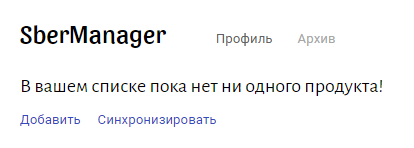 SberManager Профиль Архив
В вашем списке пока нет ни одного продукта!
Добавить Синхронизировать